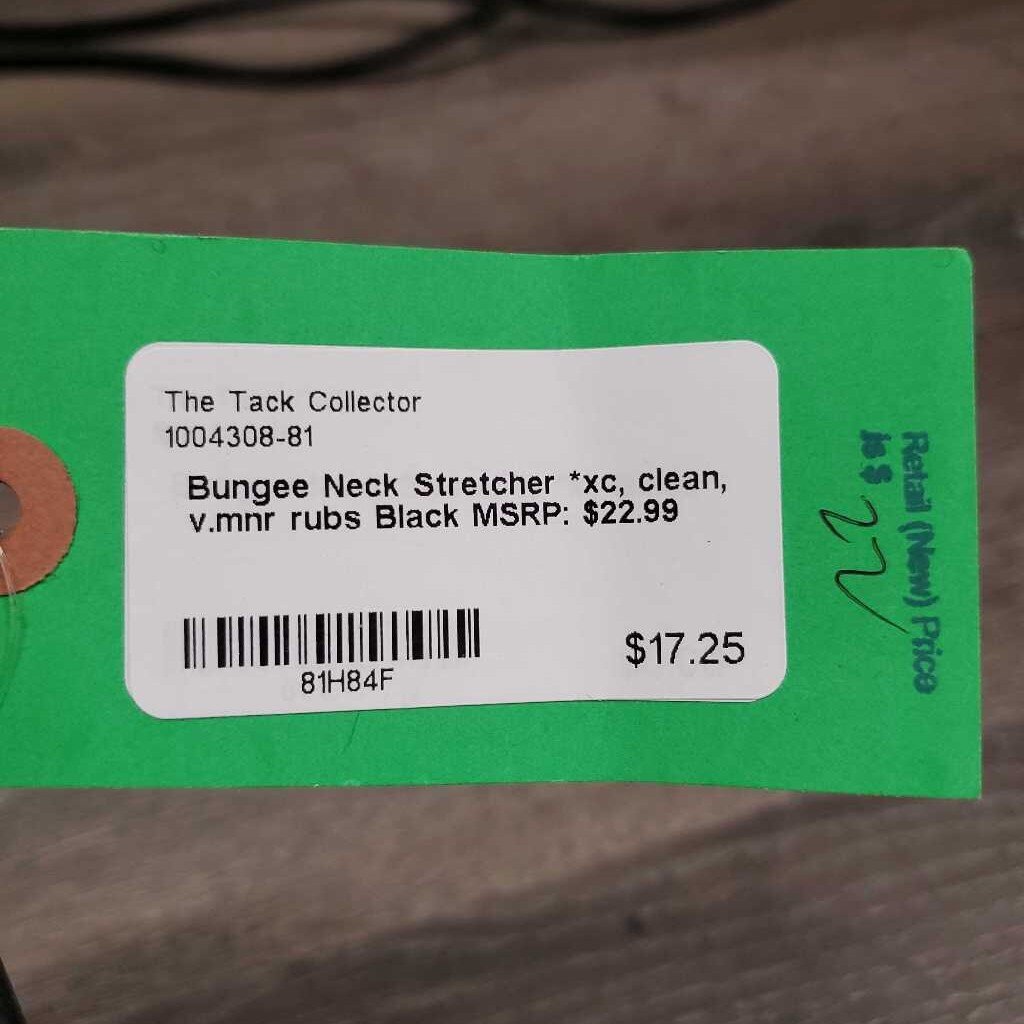 The Tack Collector
1004308-81
Bungee Neck Stretcher *xc, clean,
v.mnr rubs Black MSRP: $22.99
81H84F
$17.25
Retail (New) Price
is $
22